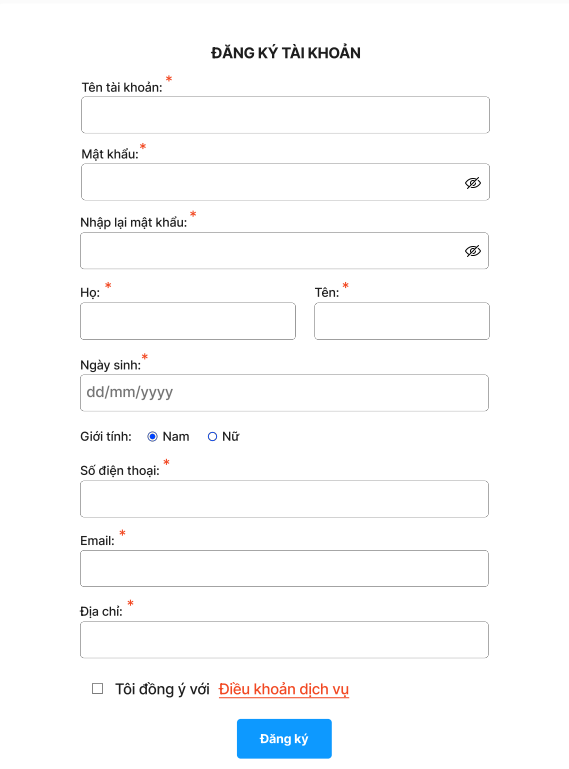 ĐĂNG KÝ TÀI KHOẢN
Tên tài khoản: *
Mật khẩu:*
Nhập lại mật khẩu: *
Họ: * Tên: *
Ngày sinh:*
dd/mm/yyyy
Giới tính: Nam Nữ
Số điện thoại: *
Email: *
Địa chỉ: *
Tôi đồng ý với Điều khoản dịch vụ
Đăng ký